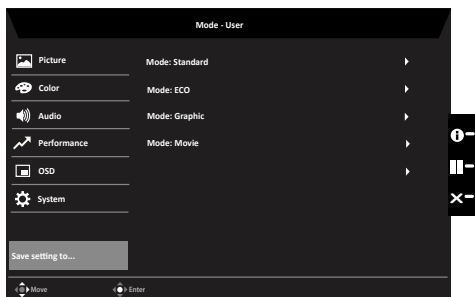 Mode - User
Picture
Mode: Standard
Color
Mode: ECO
Audio
Mode: Graphic
Performance
Mode: Movie
OSD
System
Save setting to...
Move
Enter